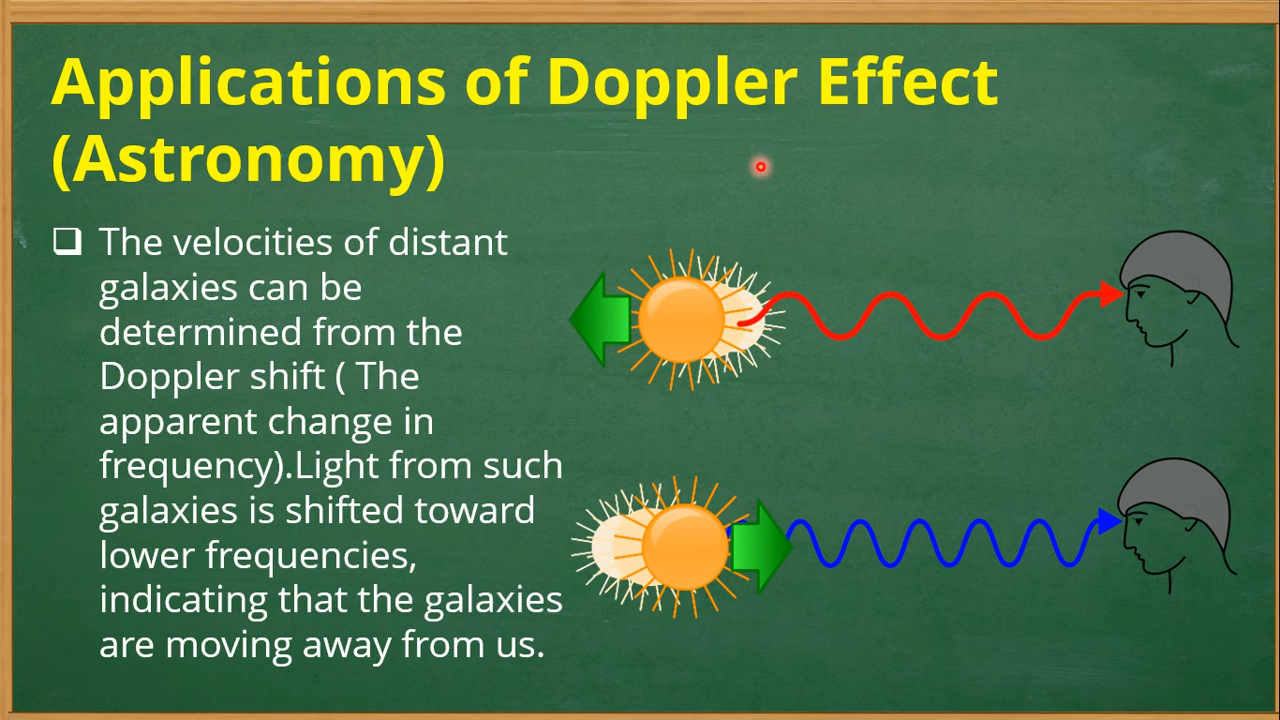 Applications of Doppler Effect
(Astronomy)
❑ The velocities of distant
galaxies can be
determined from the
Doppler shift ( The
apparent change in
frequency).Light from such
galaxies is shifted toward
lower frequencies,
indicating that the galaxies
are moving away from us.